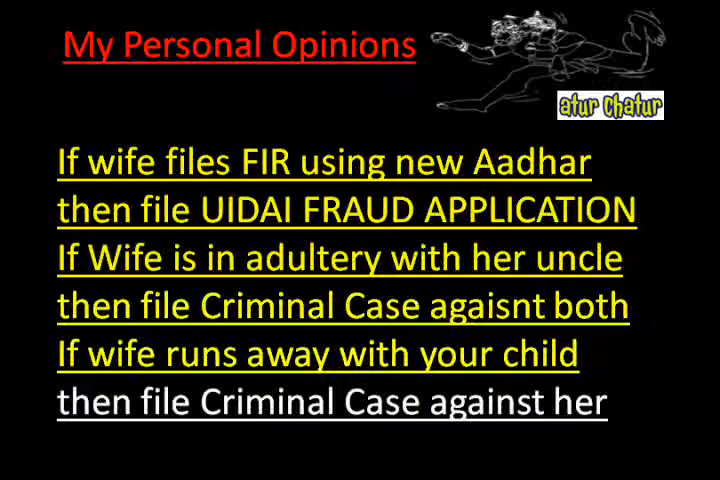 My Personal Opinions
atur Chatur
If wife files FIR using new Aadhar
then file UIDAI FRAUD APPLICATION
If Wife is in adultery with her uncle
then file Criminal Case agaisnt both
If wife runs away with your child
then file Criminal Case against her